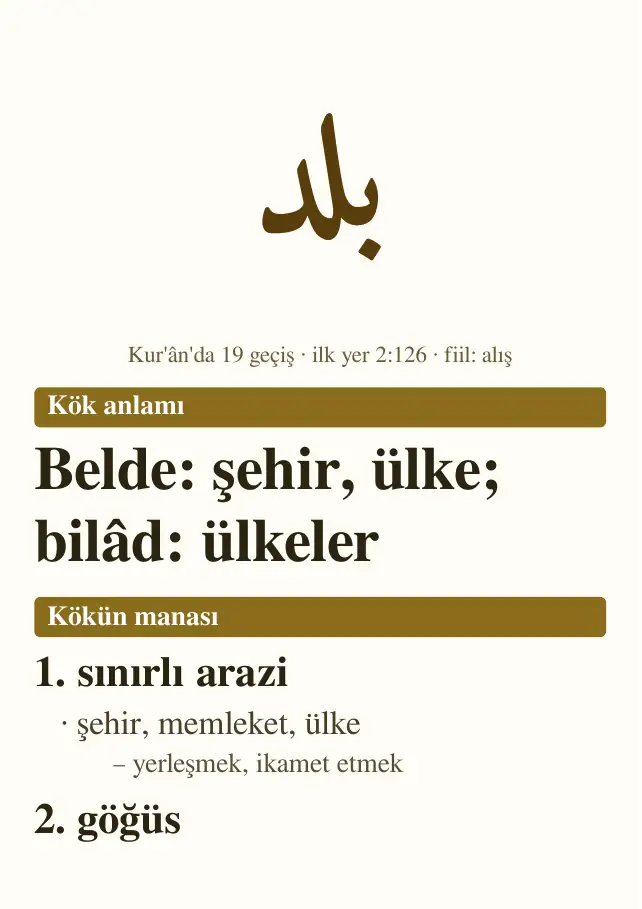 بلد
Kur'ân'da 19 geçiş · ilk yer 2:126 · fiil: alış
Kök anlamı
Belde: şehir, ülke;
bilâd: ülkeler
Kökün manası
1. sınırlı arazi
· şehir, memleket, ülke
– yerleşmek, ikamet etmek
2. göğüs